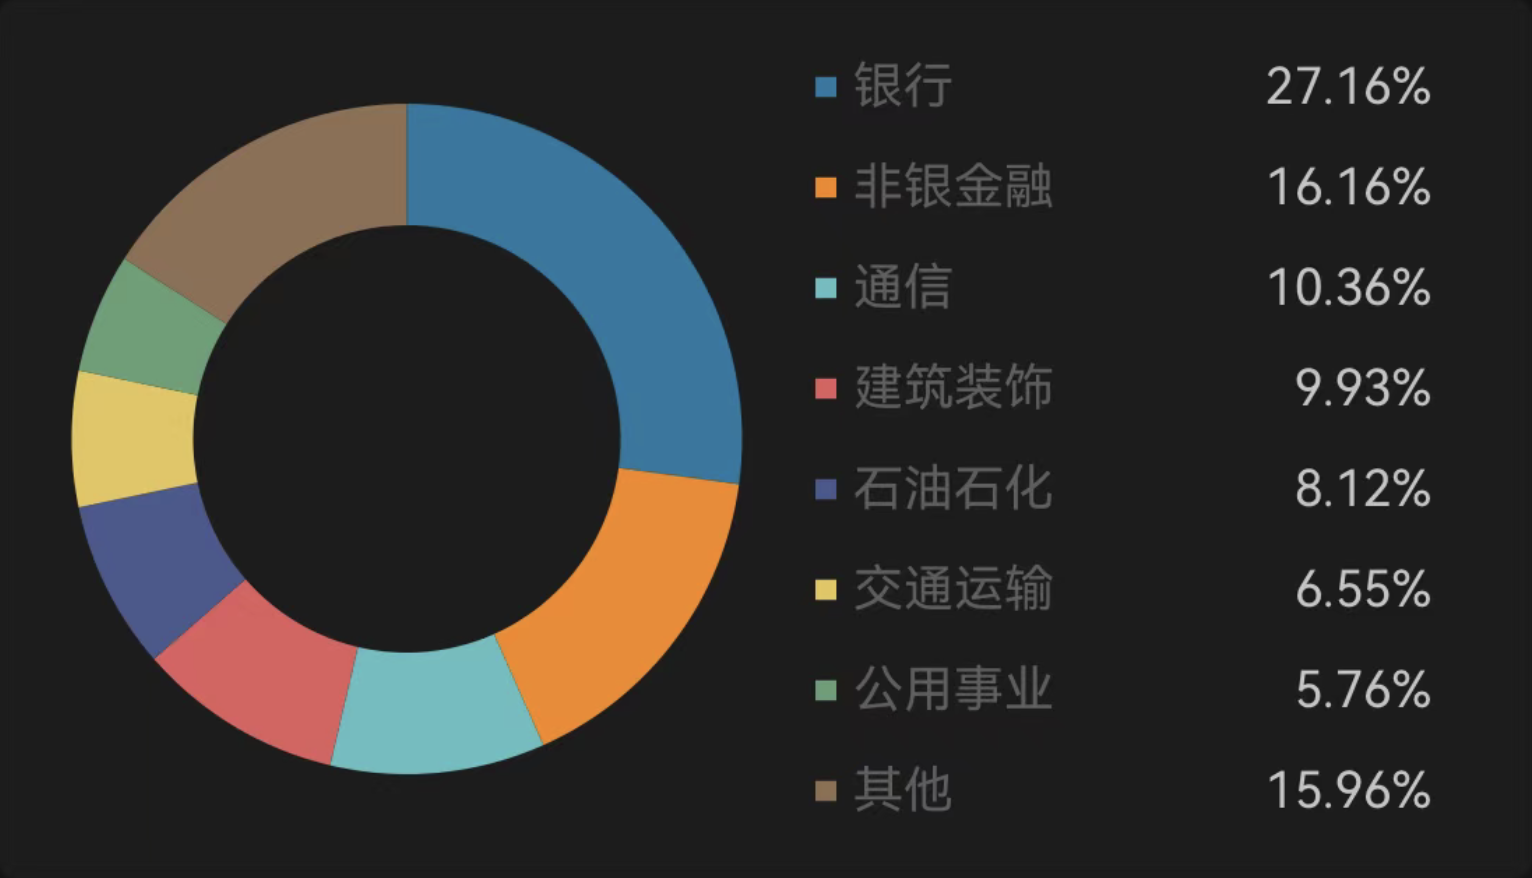 银行 27.16%
非银金融 16.16%
通信 10.36%
建筑装饰 9.93%
石油石化 8.12%
交通运输 6.55%
公用事业 5.76%
其他 15.96%